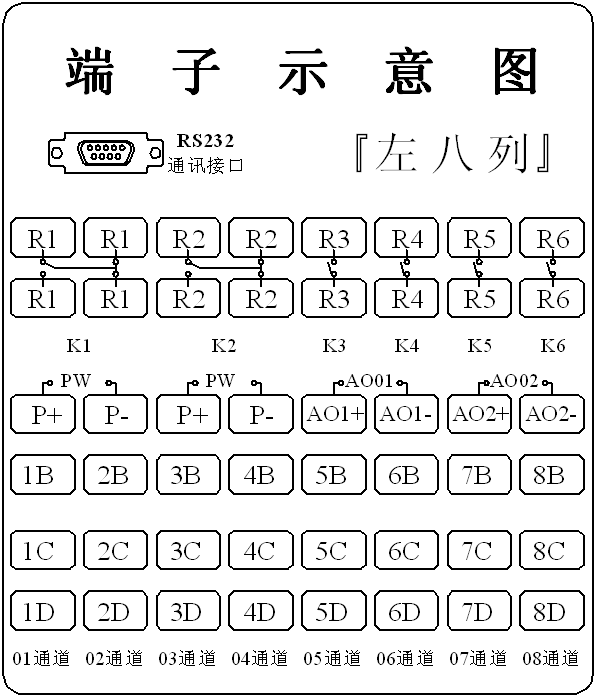 端 子 示 意 图
RS232
通讯接口
『左八列』
R1 R1 R2 R2 R3 R4 R5 R6
R1 R1 R2 R2 R3 R4 R5 R6
K1 K2 K3 K4 K5 K6
PW PW AO01 AO02
P+ P- P+ P- AO1+ AO1- AO2+ AO2-
1B 2B 3B 4B 5B 6B 7B 8B
1C 2C 3C 4C 5C 6C 7C 8C
1D 2D 3D 4D 5D 6D 7D 8D
01通道 02通道 03通道 04通道 05通道 06通道 07通道 08通道